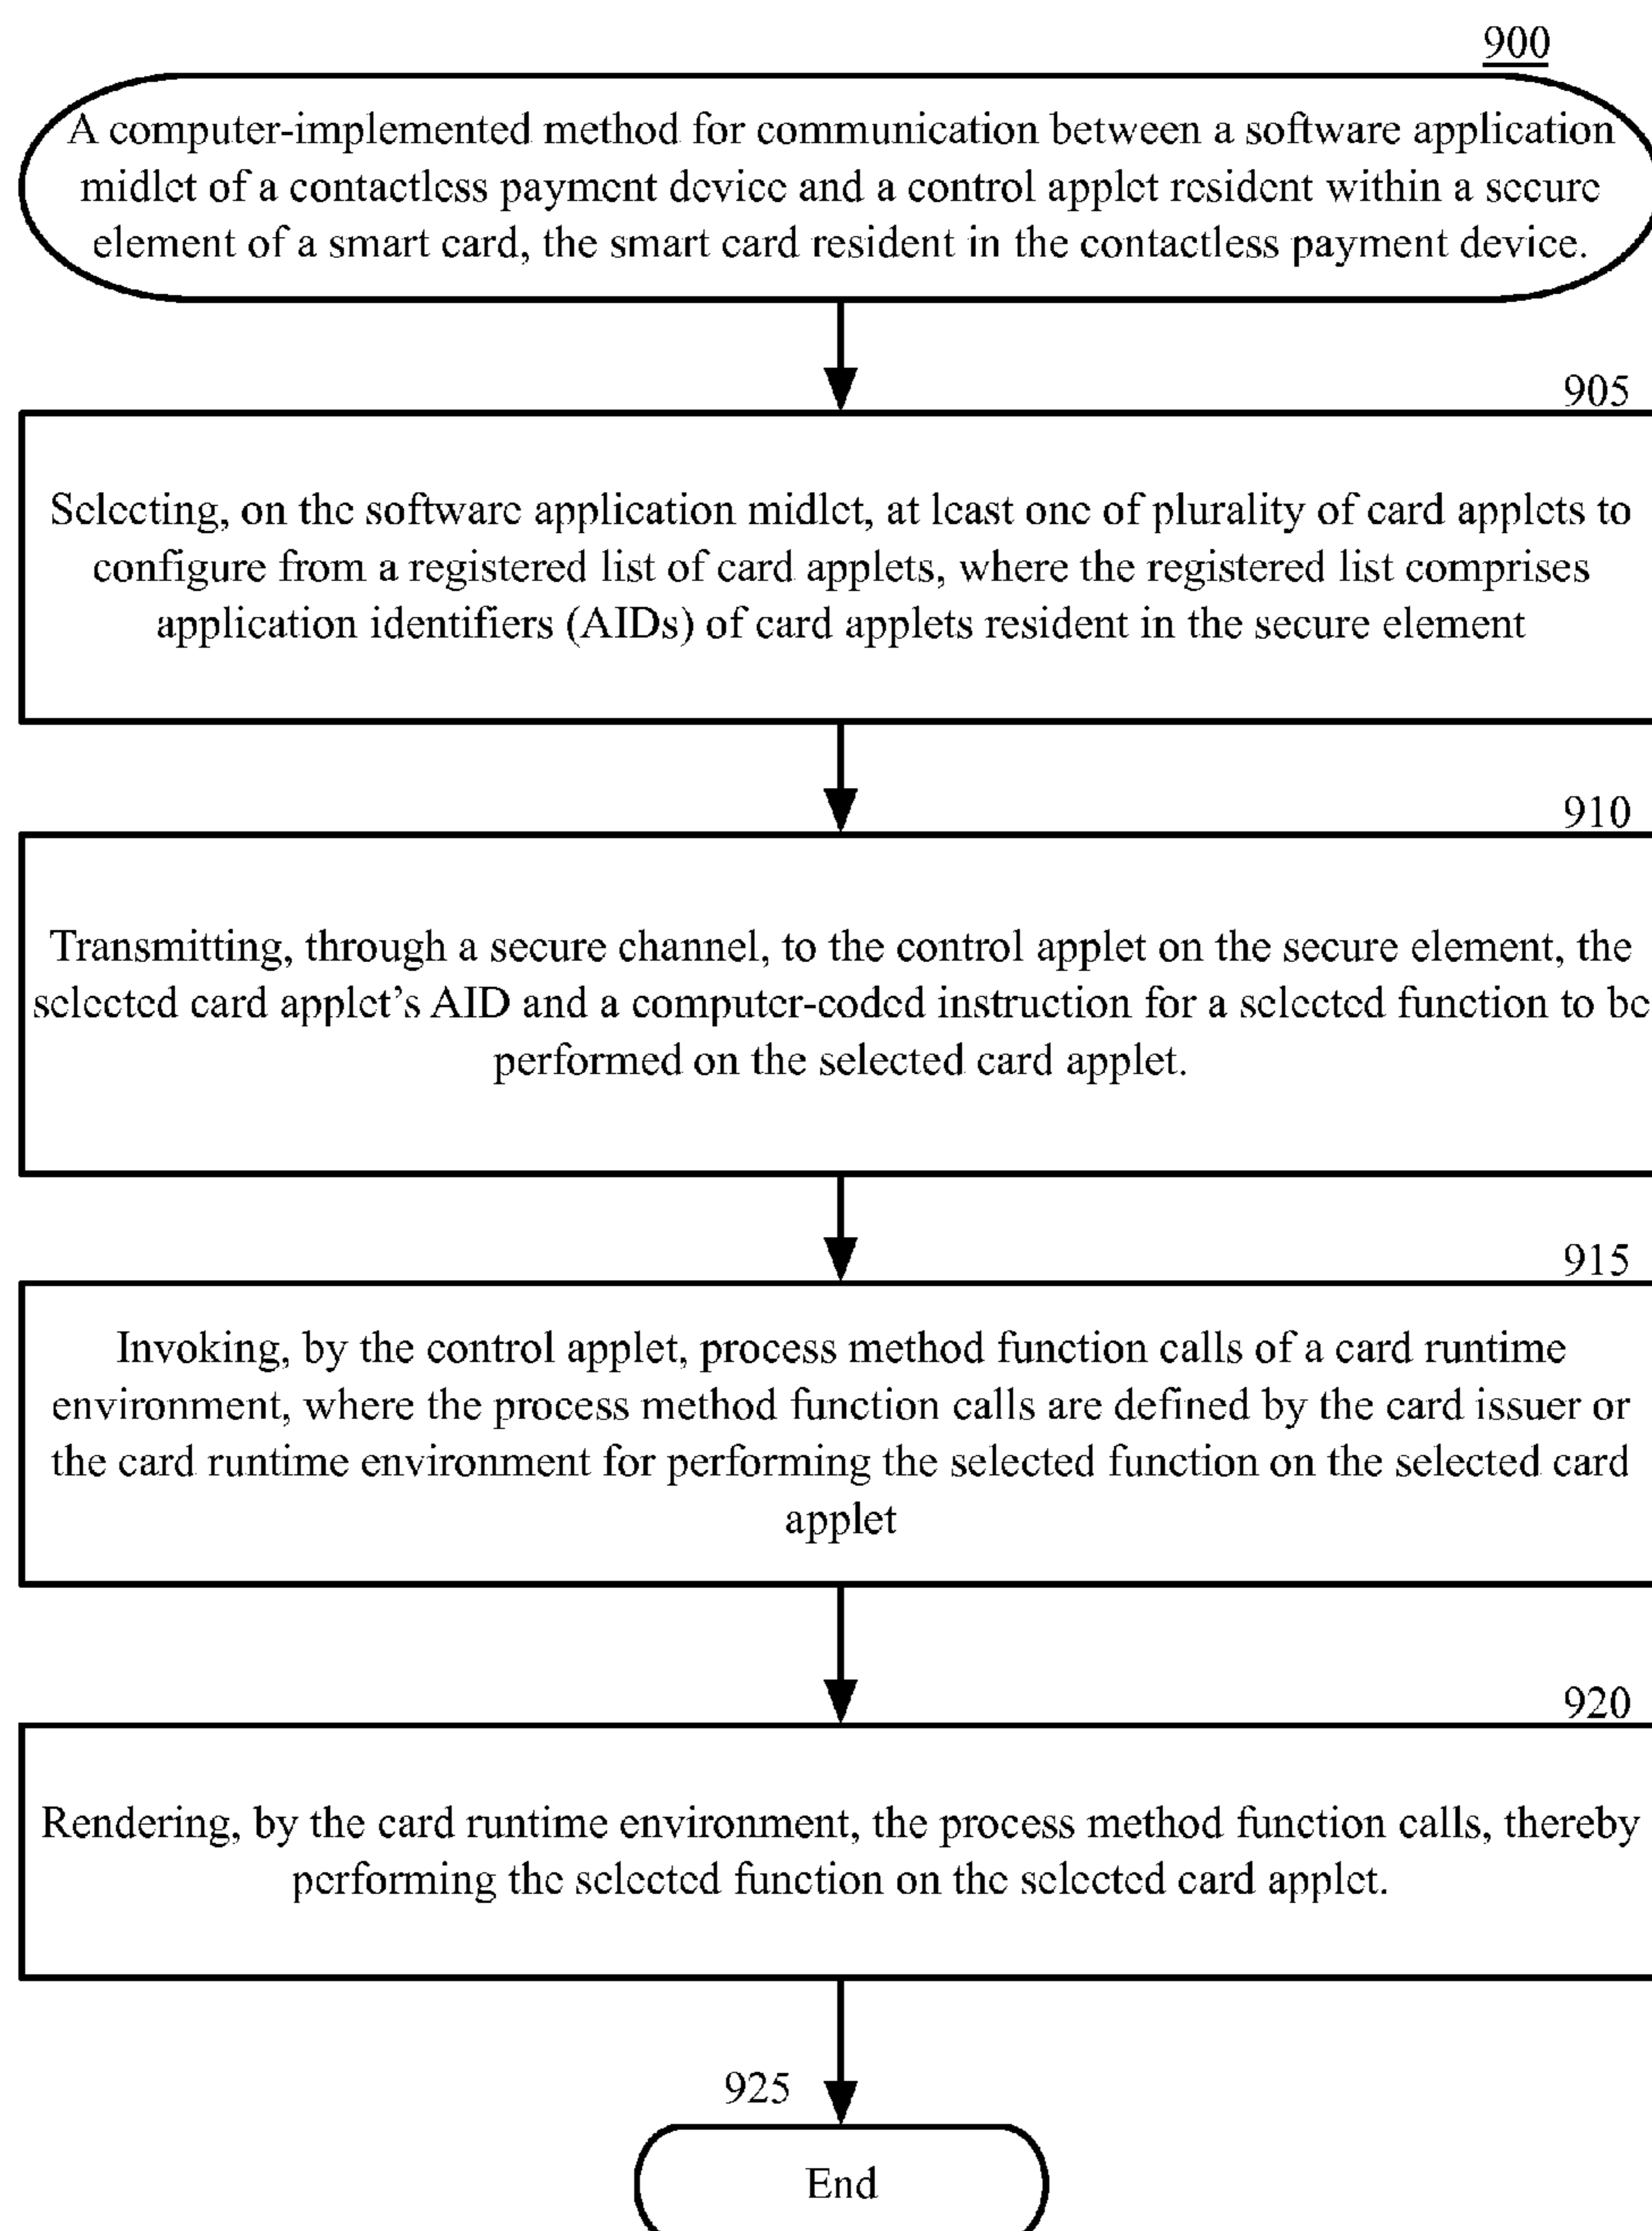 900
A computer-implemented method for communication between a software application
midlet of a contactless payment device and a control applet resident within a secure
element of a smart card, the smart card resident in the contactless payment device.
905
Selecting, on the software application midlet, at least one of plurality of card applets to
configure from a registered list of card applets, where the registered list comprises
application identifiers (AIDs) of card applets resident in the secure element
910
Transmitting, through a secure channel, to the control applet on the secure element, the
selected card applet's AID and a computer-coded instruction for a selected function to be
performed on the selected card applet.
915
Invoking, by the control applet, process method function calls of a card runtime
environment, where the process method function calls are defined by the card issuer or
the card runtime environment for performing the selected function on the selected card
applet
920
Rendering, by the card runtime environment, the process method function calls, thereby
performing the selected function on the selected card applet.
925
End